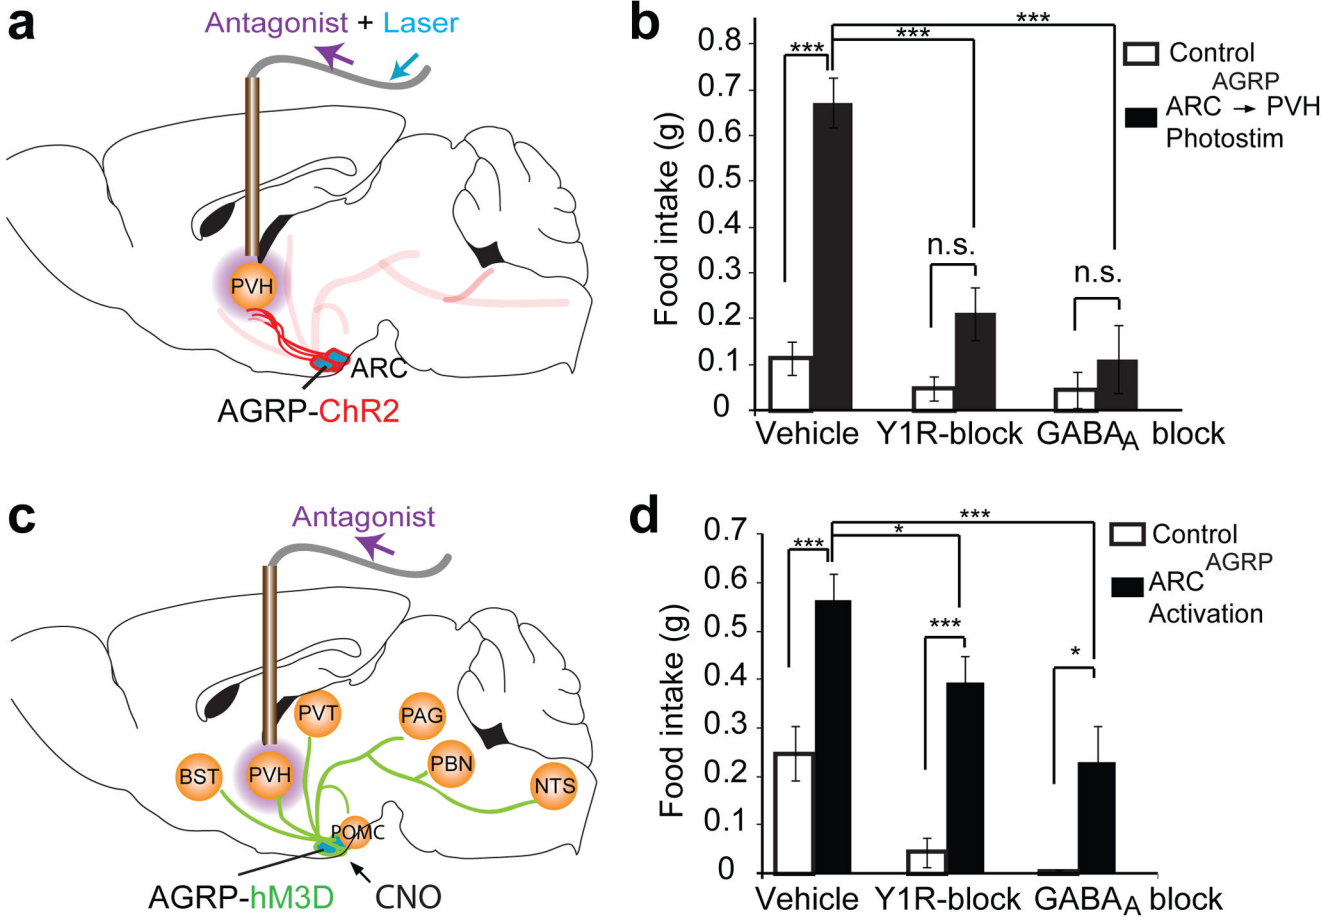 a
Antagonist + Laser
PVH
ARC
AGRP-ChR2
b
Food intake (g)
0.8
0.7
0.6
0.5
0.4
0.3
0.2
0.1
0
***
***
***
n.s.
n.s.
Control
AGRP
ARC → PVH
Photostim
Vehicle Y1R-block GABAA block
c
Antagonist
PVT
PAG
BST
PVH
PBN
NTS
POMC
AGRP-hM3D
CNO
d
Food intake (g)
0.7
0.6
0.5
0.4
0.3
0.2
0.1
0
***
*
***
***
*
Control
AGRP
ARC
Activation
Vehicle Y1R-block GABAA block